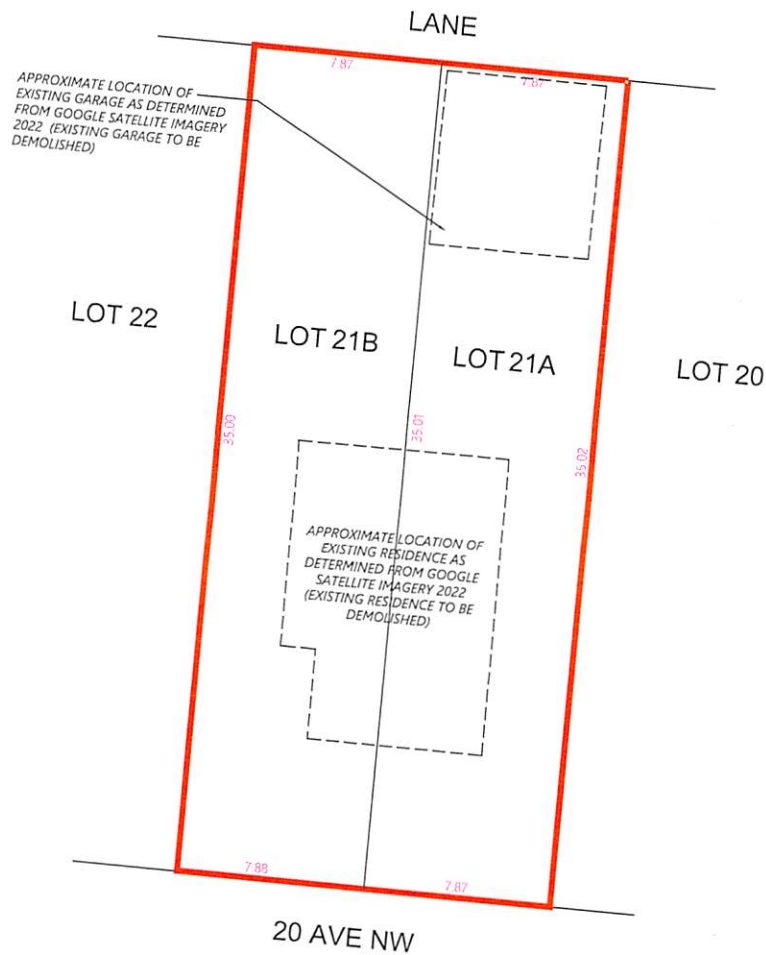 LANE
7.87
7.87
APPROXIMATE LOCATION OF
EXISTING GARAGE AS DETERMINED
FROM GOOGLE SATELLITE IMAGERY
2022 (EXISTING GARAGE TO BE
DEMOLISHED)
LOT 22
LOT 21B
LOT 21A
LOT 20
35.00
35.01
35.02
APPROXIMATE LOCATION OF
EXISTING RESIDENCE AS
DETERMINED FROM GOOGLE
SATELLITE IMAGERY 2022
(EXISTING RESIDENCE TO BE
DEMOLISHED)
7.88
7.87
20 AVE NW